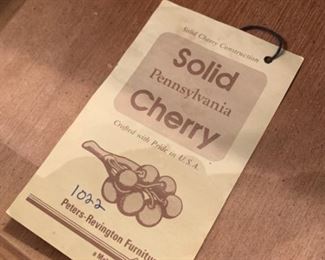 Solid Cherry Construction
Solid
Pennsylvania
Cherry
Crafted with Pride in U.S.A.
1022
Peters-Revington Furnitu
a M